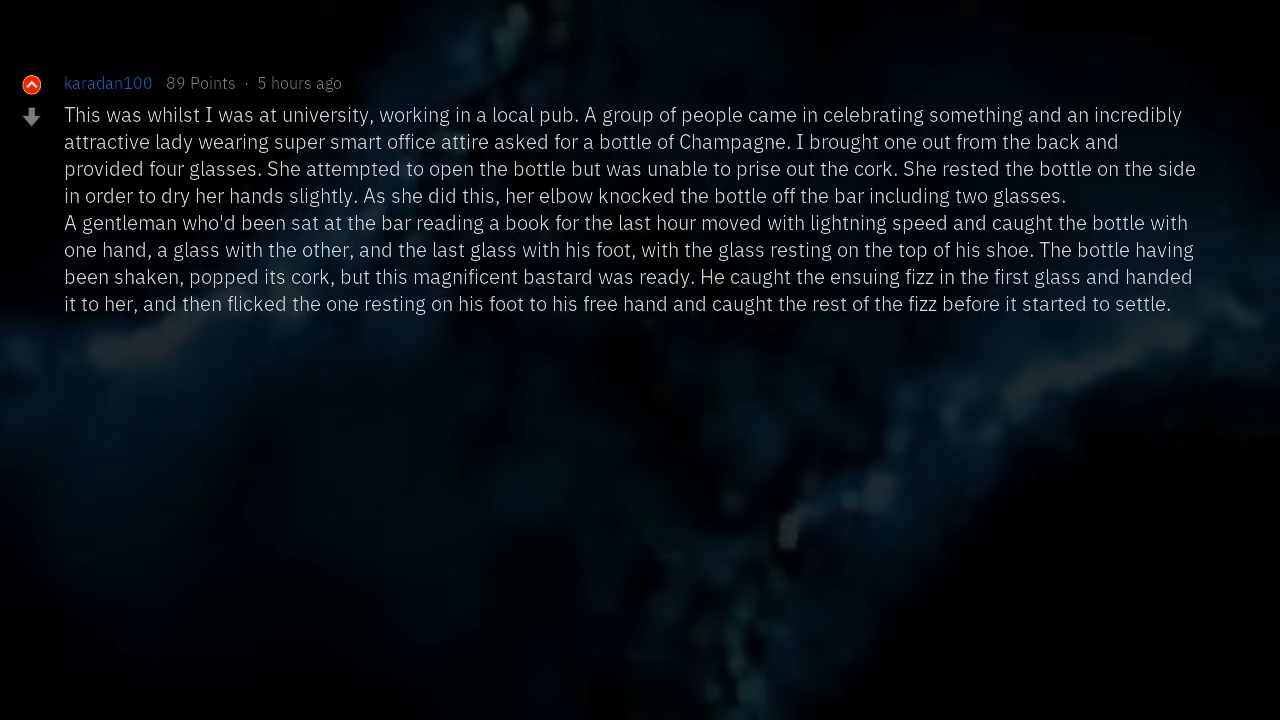 karadan100 89 Points · 5 hours ago
This was whilst I was at university, working in a local pub. A group of people came in celebrating something and an incredibly
attractive lady wearing super smart office attire asked for a bottle of Champagne. I brought one out from the back and
provided four glasses. She attempted to open the bottle but was unable to prise out the cork. She rested the bottle on the side
in order to dry her hands slightly. As she did this, her elbow knocked the bottle off the bar including two glasses.
A gentleman who'd been sat at the bar reading a book for the last hour moved with lightning speed and caught the bottle with
one hand, a glass with the other, and the last glass with his foot, with the glass resting on the top of his shoe. The bottle having
been shaken, popped its cork, but this magnificent bastard was ready. He caught the ensuing fizz in the first glass and handed
it to her, and then flicked the one resting on his foot to his free hand and caught the rest of the fizz before it started to settle.